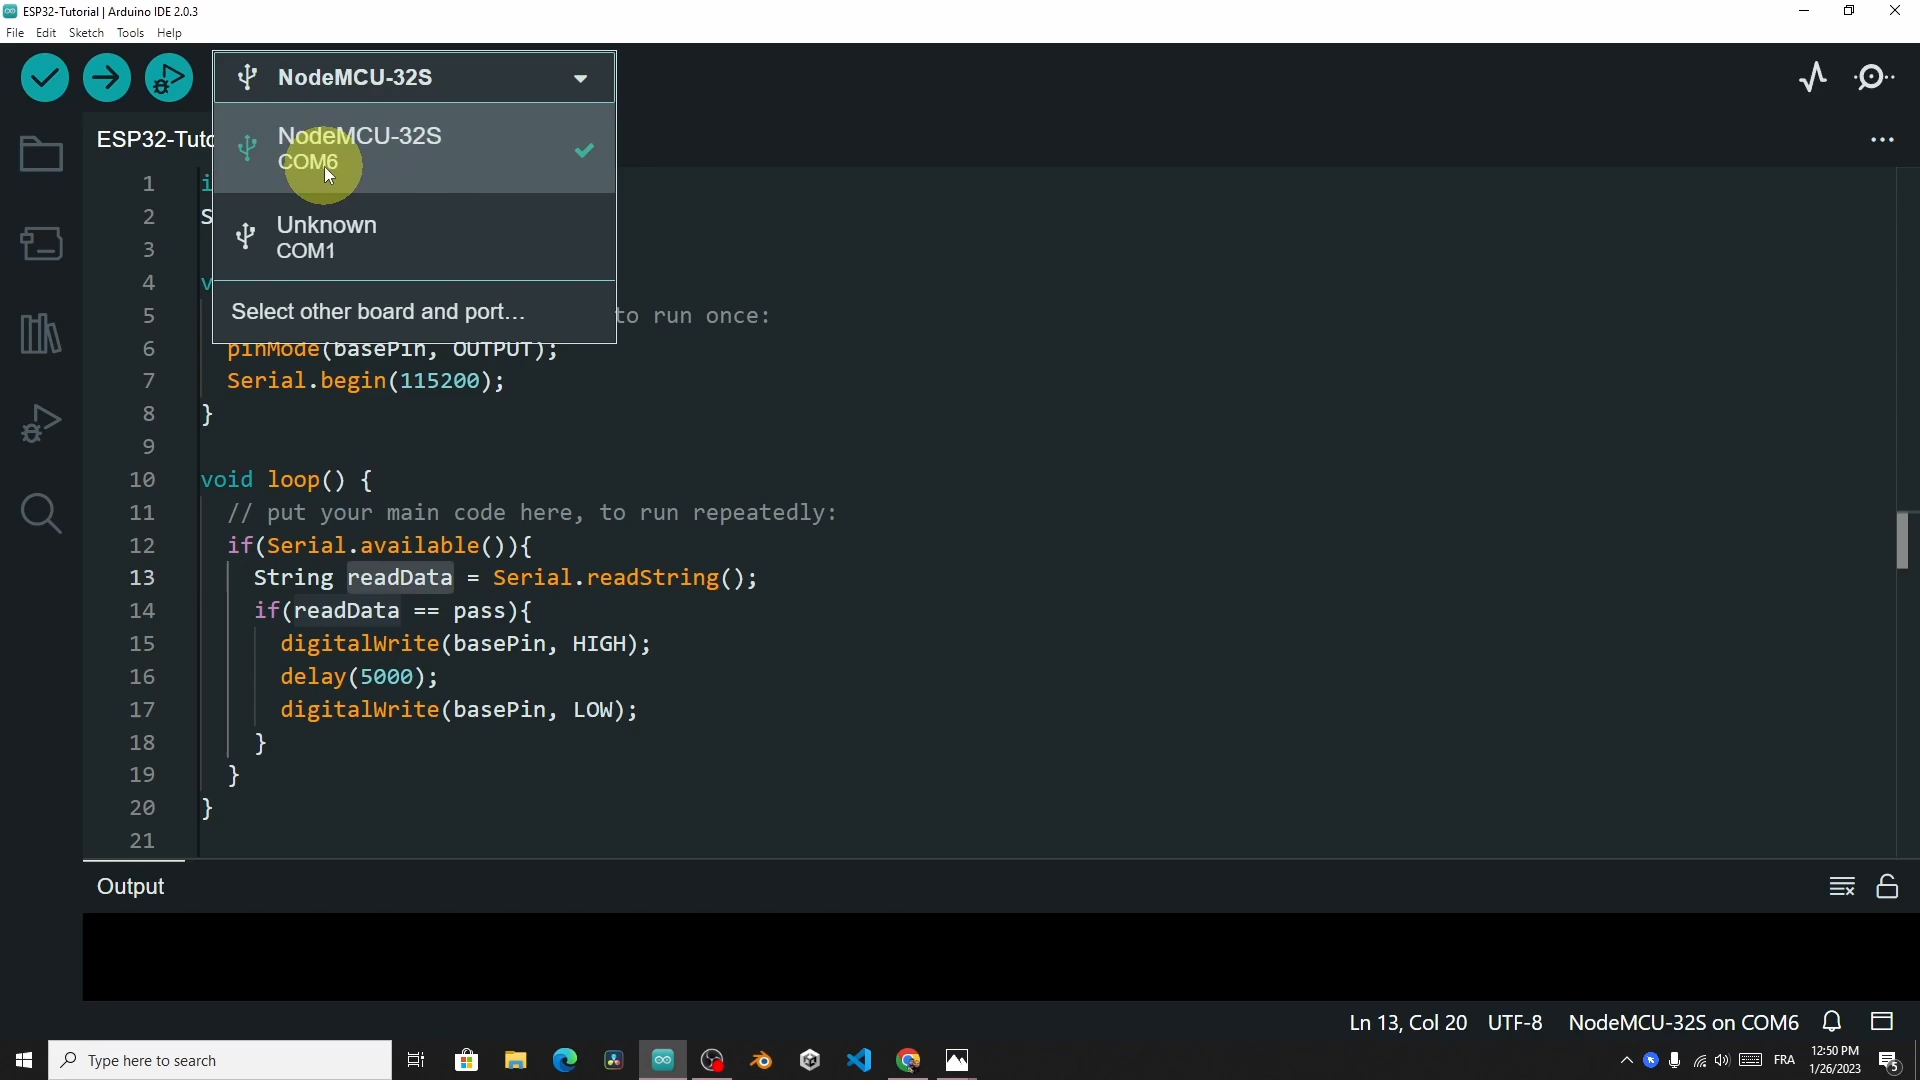 ESP32-Tutorial | Arduino IDE 2.0.3
File Edit Sketch Tools Help
NodeMCU-32S
NodeMCU-32S
COM6
Unknown
COM1
Select other board and port...
ESP32-Tuto
1 i
2 S
3
4 v
5 to run once:
6 pinMode(basePin, OUTPUT);
7 Serial.begin(115200);
8 }
9
10 void loop() {
11 // put your main code here, to run repeatedly:
12 if(Serial.available()){
13 String readData = Serial.readString();
14 if(readData == pass){
15 digitalWrite(basePin, HIGH);
16 delay(5000);
17 digitalWrite(basePin, LOW);
18 }
19 }
20 }
21
Output
Ln 13, Col 20 UTF-8 NodeMCU-32S on COM6
Type here to search
FRA
12:50 PM
1/26/2023
5